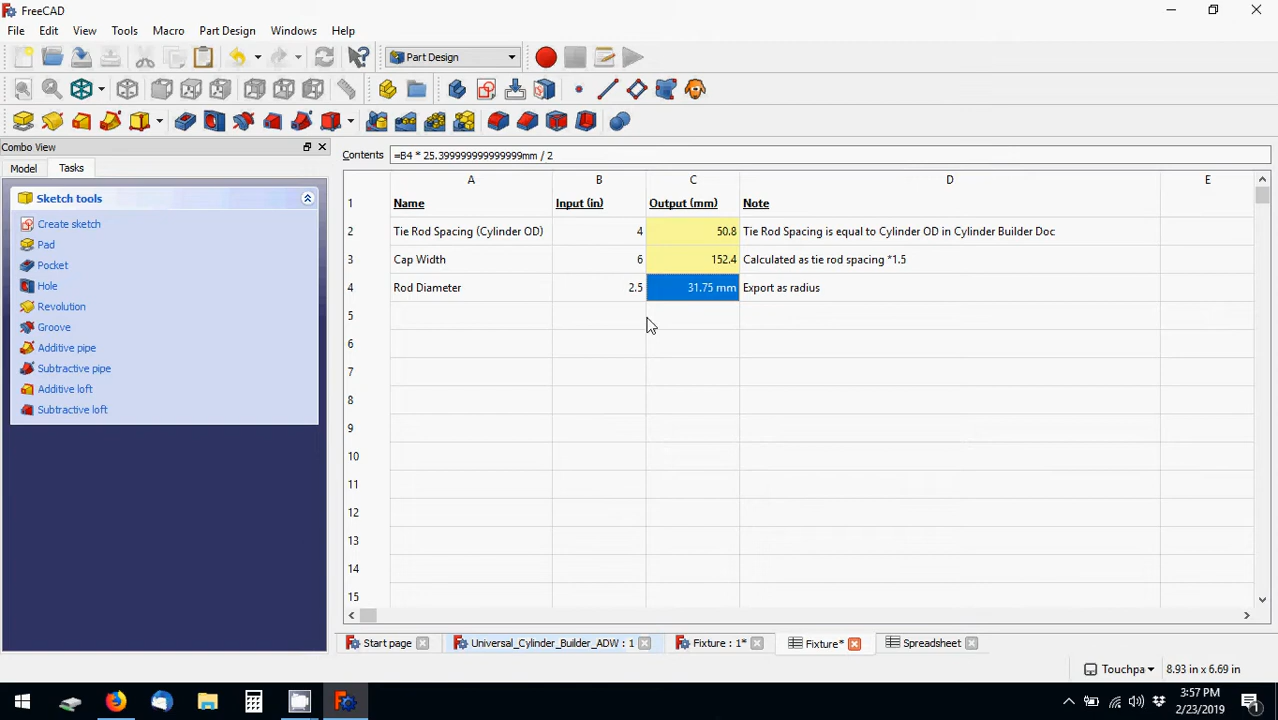 FreeCAD
File Edit View Tools Macro Part Design Windows Help
Part Design
Combo View
Model Tasks
Sketch tools
Create sketch
Pad
Pocket
Hole
Revolution
Groove
Additive pipe
Subtractive pipe
Additive loft
Subtractive loft
Contents =B4 * 25.399999999999999mm / 2
A B C D E
1 Name Input (in) Output (mm) Note
2 Tie Rod Spacing (Cylinder OD) 4 50.8 Tie Rod Spacing is equal to Cylinder OD in Cylinder Builder Doc
3 Cap Width 6 152.4 Calculated as tie rod spacing *1.5
4 Rod Diameter 2.5 31.75 mm Export as radius
5
6
7
8
9
10
11
12
13
14
15
Start page Universal_Cylinder_Builder_ADW : 1 Fixture : 1* Fixture* Spreadsheet
Touchpa 8.93 in x 6.69 in
3:57 PM
2/23/2019
1